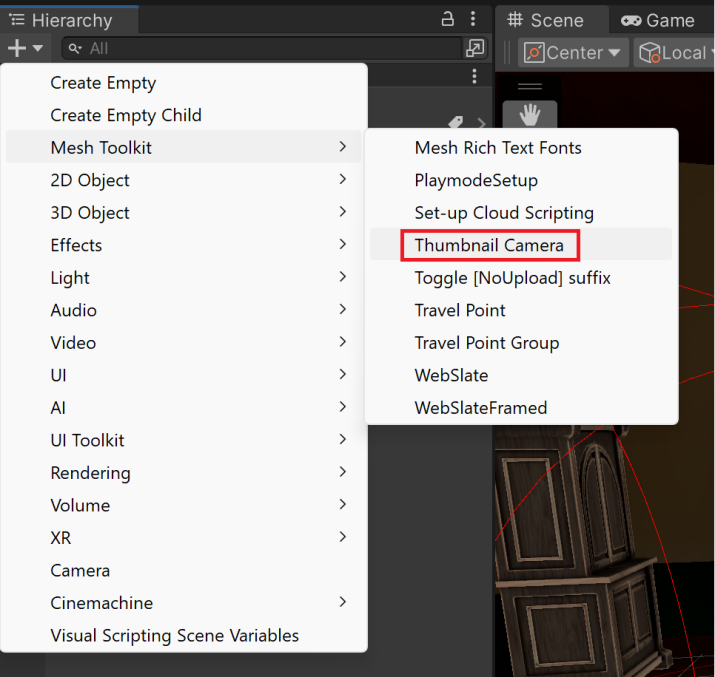 Hierarchy
All
Create Empty
Create Empty Child
Mesh Toolkit
2D Object
3D Object
Effects
Light
Audio
Video
UI
AI
UI Toolkit
Rendering
Volume
XR
Camera
Cinemachine
Visual Scripting Scene Variables
Mesh Rich Text Fonts
PlaymodeSetup
Set-up Cloud Scripting
Thumbnail Camera
Toggle [NoUpload] suffix
Travel Point
Travel Point Group
WebSlate
WebSlateFramed
Scene
Game
Center
Local